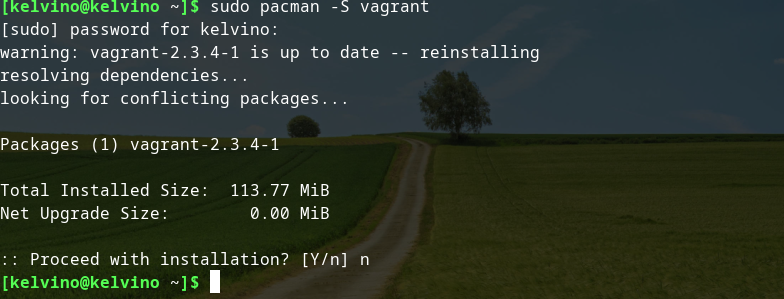 [kelvino@kelvino ~]$ sudo pacman -S vagrant
[sudo] password for kelvino:
warning: vagrant-2.3.4-1 is up to date -- reinstalling
resolving dependencies...
looking for conflicting packages...
Packages (1) vagrant-2.3.4-1
Total Installed Size:  113.77 MiB
Net Upgrade Size:        0.00 MiB
:: Proceed with installation? [Y/n] n
[kelvino@kelvino ~]$